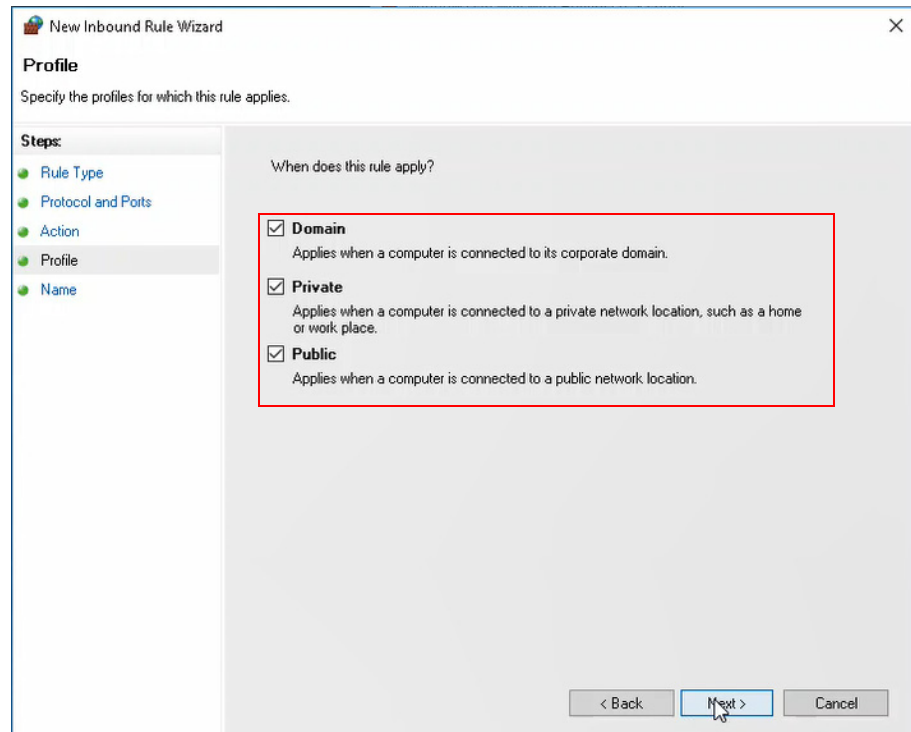 New Inbound Rule Wizard
Profile
Specify the profiles for which this rule applies.
Steps:
Rule Type
Protocol and Ports
Action
Profile
Name
When does this rule apply?
Domain
Applies when a computer is connected to its corporate domain.
Private
Applies when a computer is connected to a private network location, such as a home
or work place.
Public
Applies when a computer is connected to a public network location.
< Back
Next >
Cancel